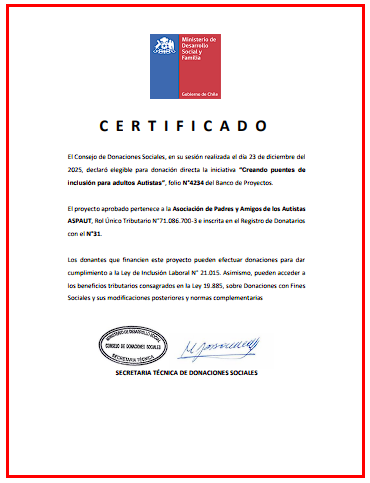 Ministerio de
Desarrollo
Social y
Familia
Gobierno de Chile
CERTIFICADO
El Consejo de Donaciones Sociales, en su sesión realizada el día 23 de diciembre del
2025, declaró elegible para donación directa la iniciativa “Creando puentes de
inclusión para adultos Autistas”, folio N°4234 del Banco de Proyectos.
El proyecto aprobado pertenece a la Asociación de Padres y Amigos de los Autistas
ASPAUT, Rol Único Tributario N°71.086.700-3 e inscrita en el Registro de Donatarios
con el N°31.
Los donantes que financien este proyecto pueden efectuar donaciones para dar
cumplimiento a la Ley de Inclusión Laboral N° 21.015. Asimismo, pueden acceder a
los beneficios tributarios consagrados en la Ley 19.885, sobre Donaciones con Fines
Sociales y sus modificaciones posteriores y normas complementarias
MINISTERIO DE DESARROLLO SOCIAL
CONSEJO DE DONACIONES SOCIALES
SECRETARIA TÉCNICA
SECRETARIA TÉCNICA DE DONACIONES SOCIALES